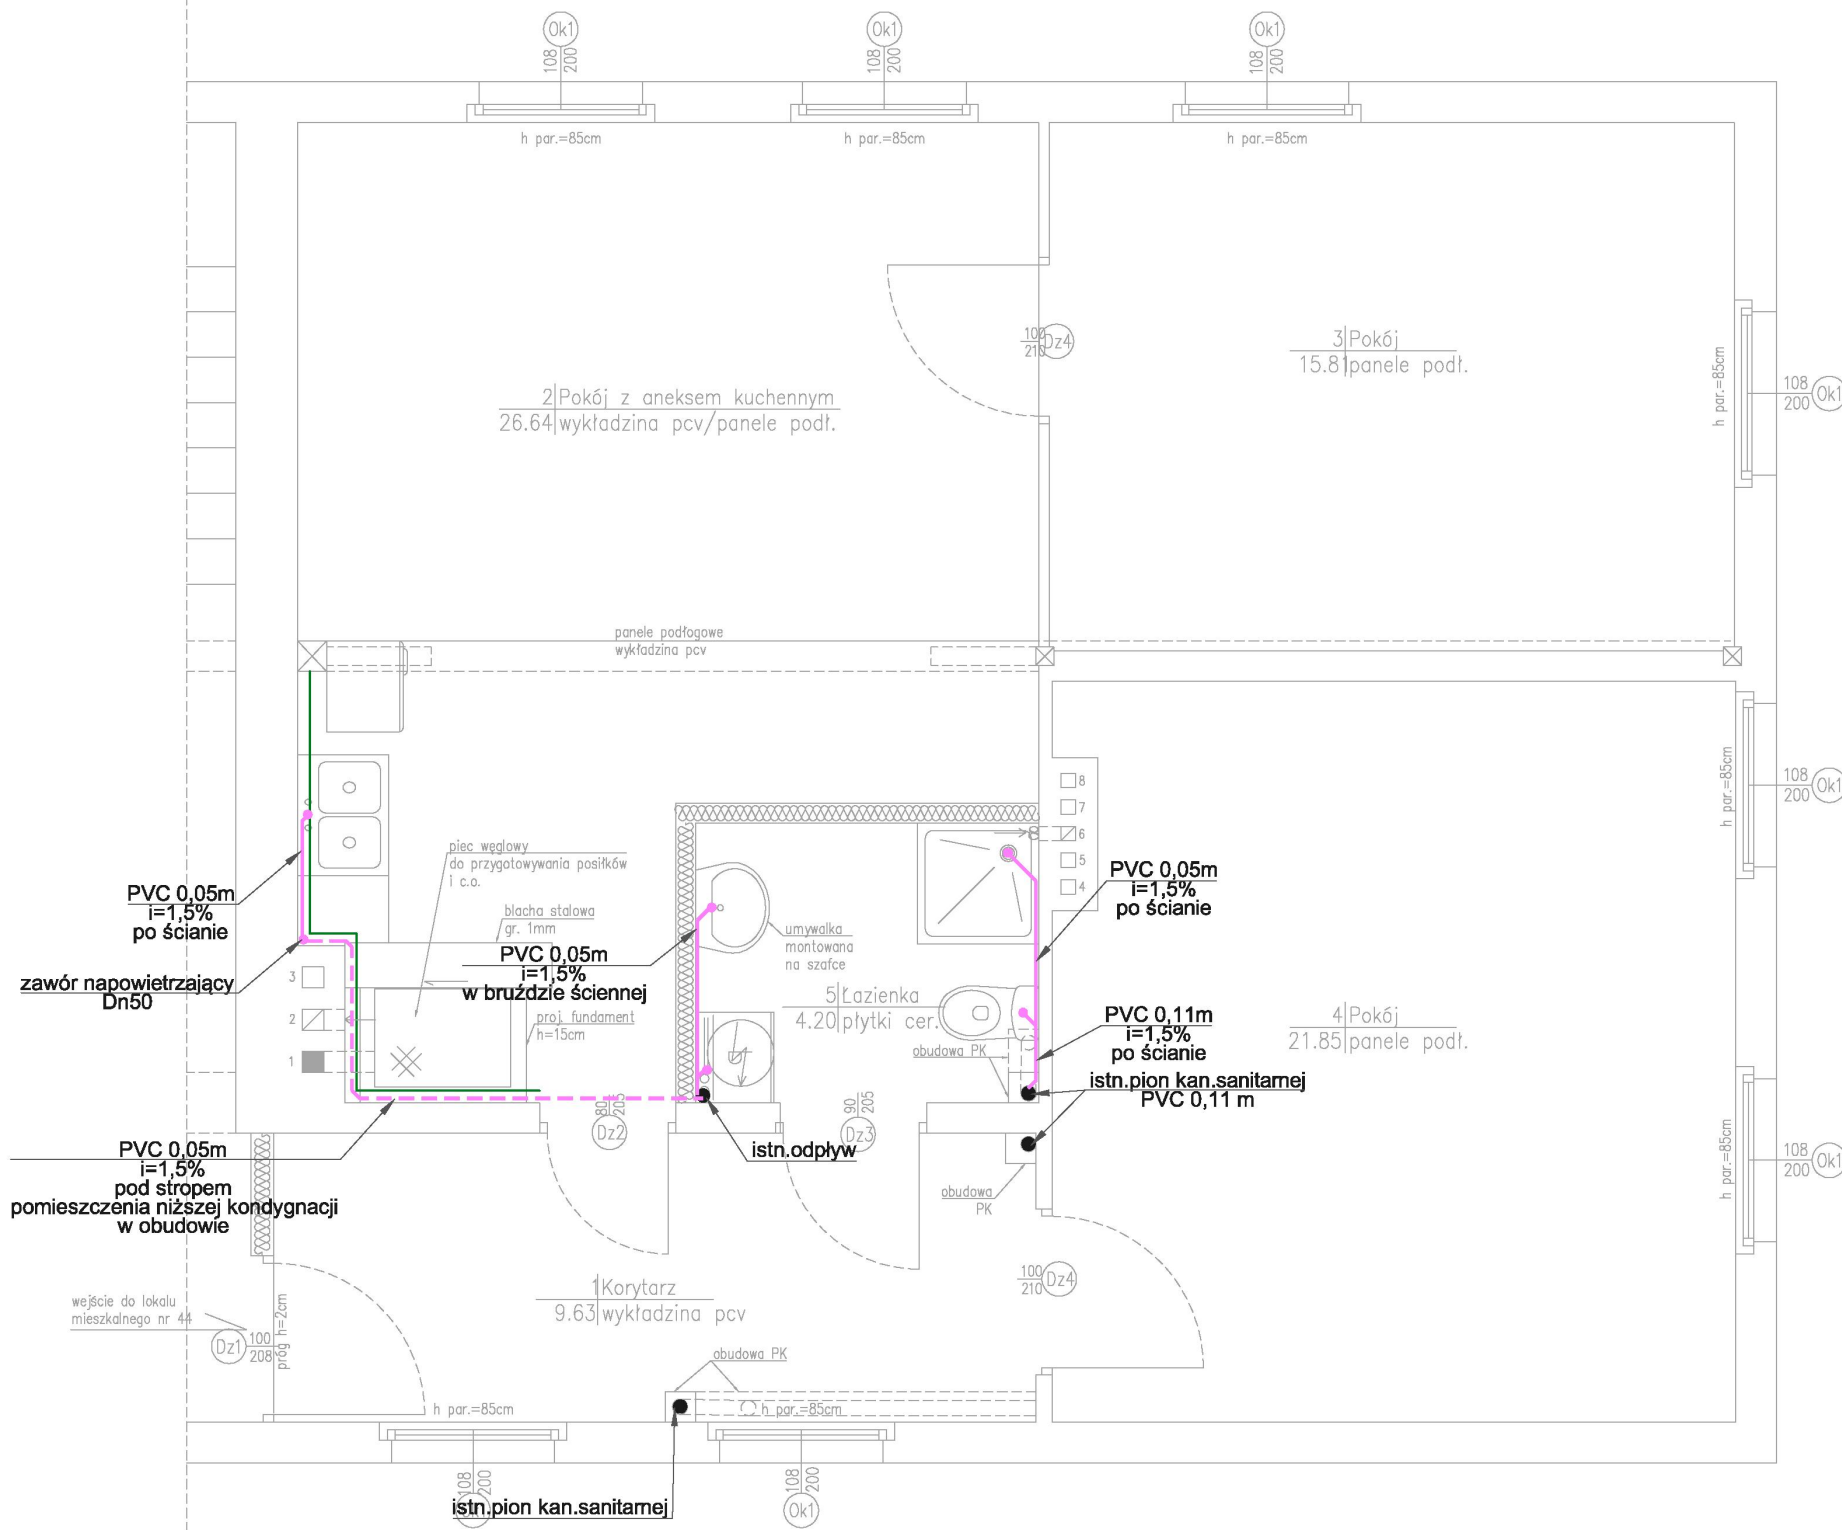 Ok1
Ok1
Ok1
108
200
108
200
108
200
h par.=85cm
h par.=85cm
h par.=85cm
100
210
Dz4
3 Pokój
15.81 panele podł.
h par.=85cm
108
200
Ok1
2 Pokój z aneksem kuchennym
26.64 wykładzina pcv/panele podł.
panele podłogowe
wykładzina pcv
h par.=85cm
108
200
Ok1
8
7
6
5
4
piec węglowy
do przygotowywania posiłków
i c.o.
PVC 0,05m
i=1,5%
po ścianie
blacha stalowa
gr. 1mm
PVC 0,05m
i=1,5%
po ścianie
umywalka
montowana
na szafce
PVC 0,05m
i=1,5%
w bruździe ściennej
zawór napowietrzający
Dn50
3
2
1
5 Łazienka
4.20 płytki cer.
proj. fundament
h=15cm
PVC 0,11m
i=1,5%
po ścianie
4 Pokój
21.85 panele podł.
obudowa PK
istn.pion kan.sanitarnej
PVC 0,11 m
80
205
Dz2
90
205
Dz3
istn.odpływ
h par.=85cm
108
200
Ok1
PVC 0,05m
i=1,5%
pod stropem
pomieszczenia niższej kondygnacji
w obudowie
obudowa
PK
100
210
Dz4
1 Korytarz
9.63 wykładzina pcv
wejście do lokalu
mieszkalnego nr 44
Dz1
100
208
próg h=2cm
obudowa PK
h par.=85cm
h par.=85cm
108
200
108
200
Ok1
istn.pion kan.sanitarnej
Ok1